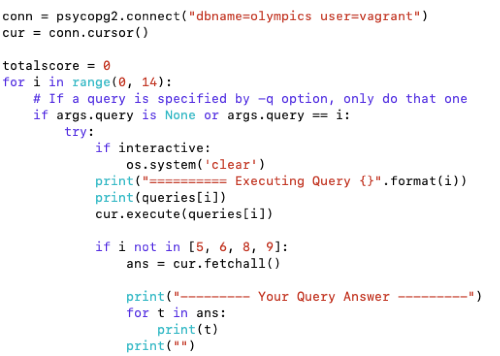 conn = psycopg2.connect("dbname=olympics user=vagrant")
cur = conn.cursor()

totalscore = 0
for i in range(0, 14):
    # If a query is specified by -q option, only do that one
    if args.query is None or args.query == i:
        try:
            if interactive:
                os.system('clear')
            print("========== Executing Query {}".format(i))
            print(queries[i])
            cur.execute(queries[i])

            if i not in [5, 6, 8, 9]:
                ans = cur.fetchall()

                print("--------- Your Query Answer ---------")
                for t in ans:
                    print(t)
                print("")